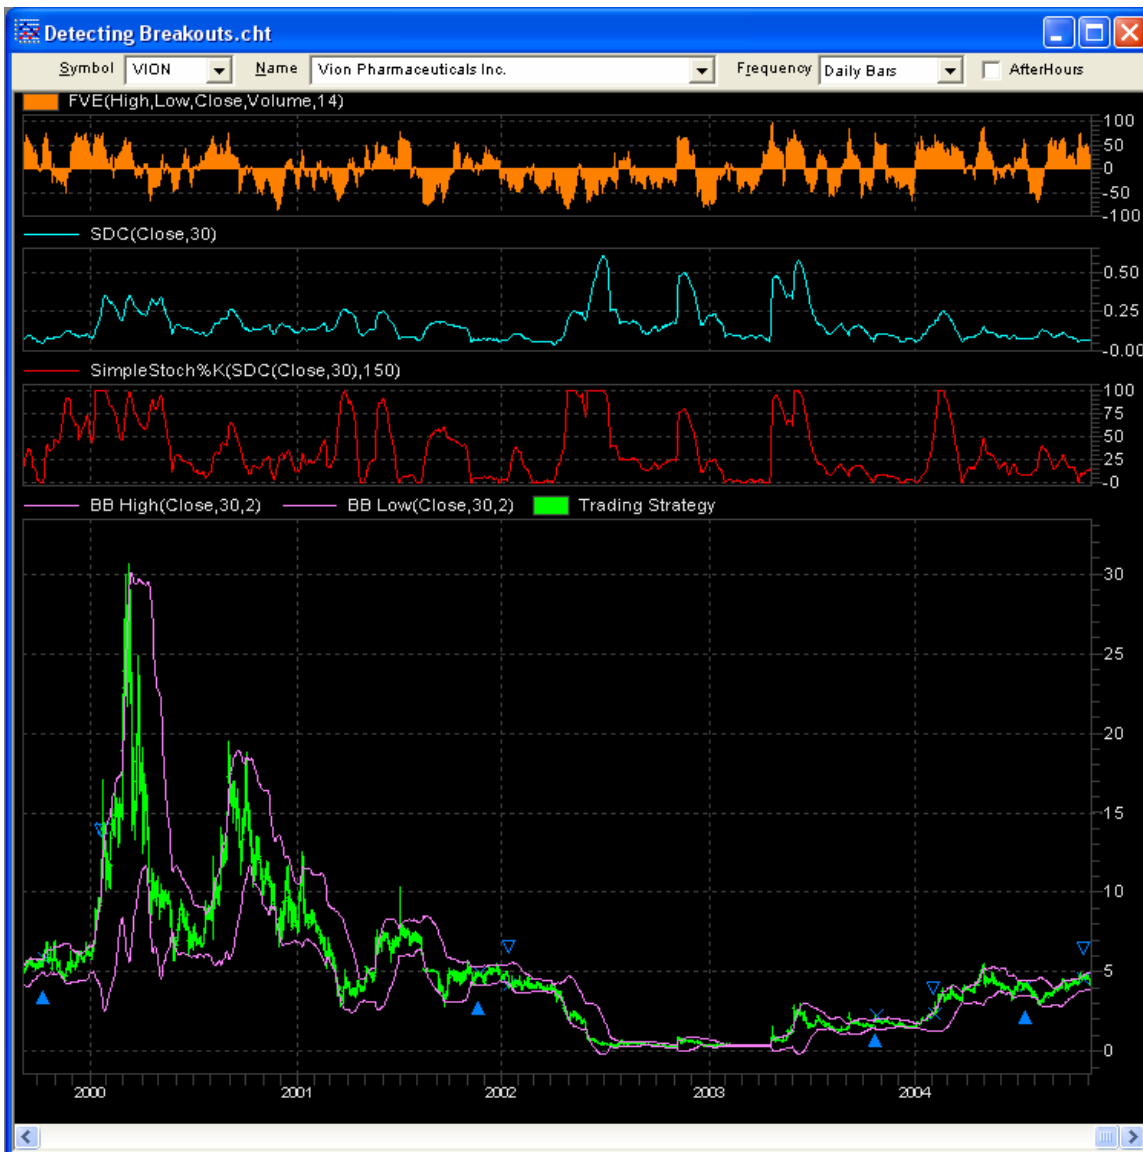 Detecting Breakouts.cht
Symbol VION Name Vion Pharmaceuticals Inc. Frequency Daily Bars AfterHours
FVE(High,Low,Close,Volume,14)
100
50
0
-50
-100
SDC(Close,30)
0.50
0.25
-0.00
SimpleStoch%K(SDC(Close,30),150)
100
75
50
25
-0
BB High(Close,30,2) BB Low(Close,30,2) Trading Strategy
30
25
20
15
10
5
0
2000 2001 2002 2003 2004